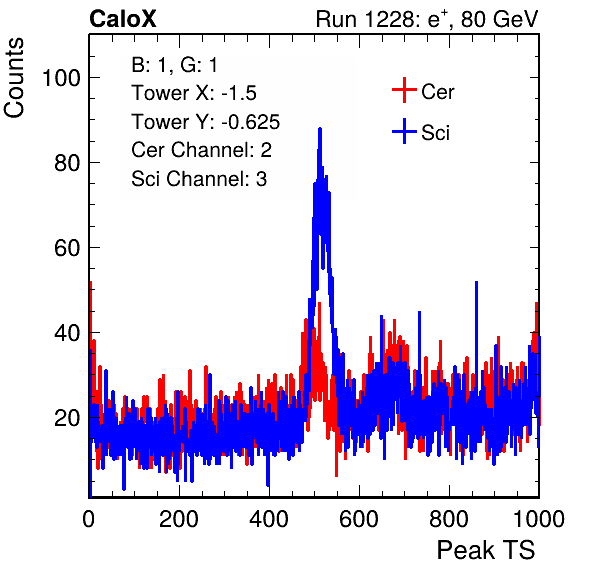 CaloX Run 1228: e⁺, 80 GeV
Counts
B: 1, G: 1
Tower X: -1.5
Tower Y: -0.625
Cer Channel: 2
Sci Channel: 3
Cer
Sci
100
80
60
40
20
0 200 400 600 800 1000
Peak TS